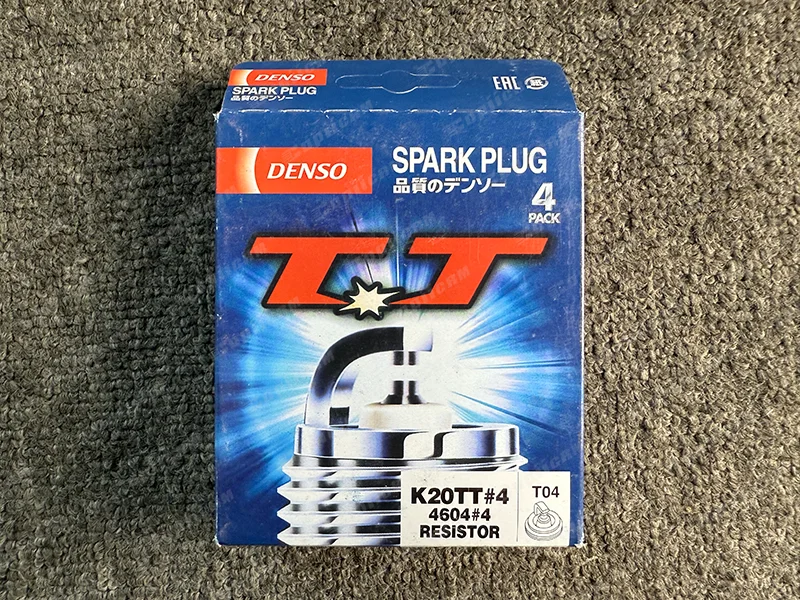 DENSO
SPARK PLUG
品質のデンソー
EAC
DENSO
SPARK PLUG
品質のデンソー
4
PACK
TT
K20TT#4
4604#4
RESISTOR
T04